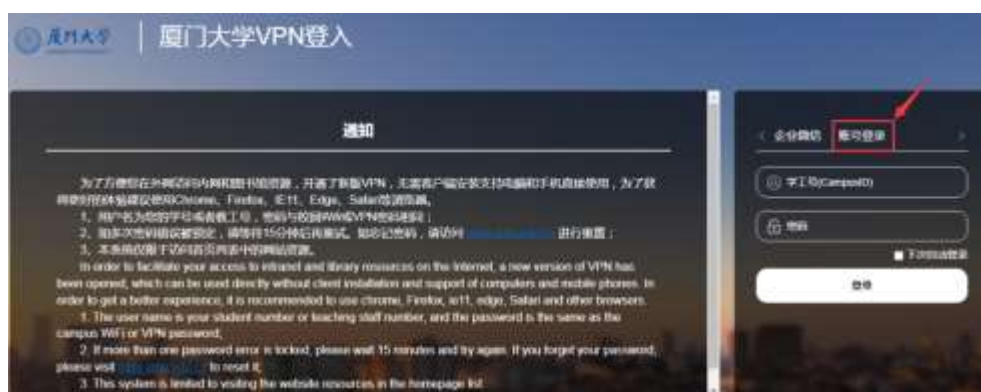 厦门大学
厦门大学VPN登入
通知
为了方便您在外网访问内网和图书馆资源，开通了新版VPN，无需客户端安装支持电脑和手机直接使用，为了获
得更好的体验建议使用Chrome、Firefox、IE11、Edge、Safari等浏览器。
1、用户名为您的学号或者教工号，密码与校园Wifi或VPN密码相同；
2、如多次密码错误被锁定，请等待15分钟后再重试。如忘记密码，请访问 进行重置；
3、本系统仅限于访问首页列表中的网站资源。
In order to facilitate your access to intranet and library resources on the Internet, a new version of VPN has
been opened, which can be used directly without client installation and support of computers and mobile phones. In
order to get a better experience, it is recommended to use chrome, Firefox, ie11, edge, Safari and other browsers.
1. The user name is your student number or teaching staff number, and the password is the same as the
campus WiFi or VPN password;
2. If more than one password error is locked, please wait 15 minutes and try again. If you forget your password,
please visit to reset it;
3. This system is limited to visiting the website resources in the homepage list.
企业微信 账号登录
学工号(CampusID)
密码
下次自动登录
登录